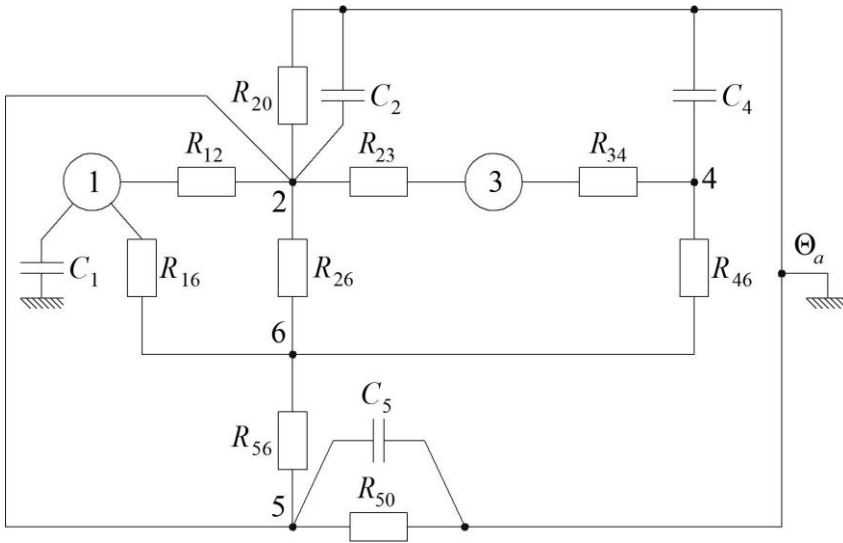 R₂₀
C₂
C₄
R₁₂
R₂₃
R₃₄
1
2
3
4
C₁
R₁₆
R₂₆
R₄₆
Θₐ
6
C₅
R₅₆
5
R₅₀